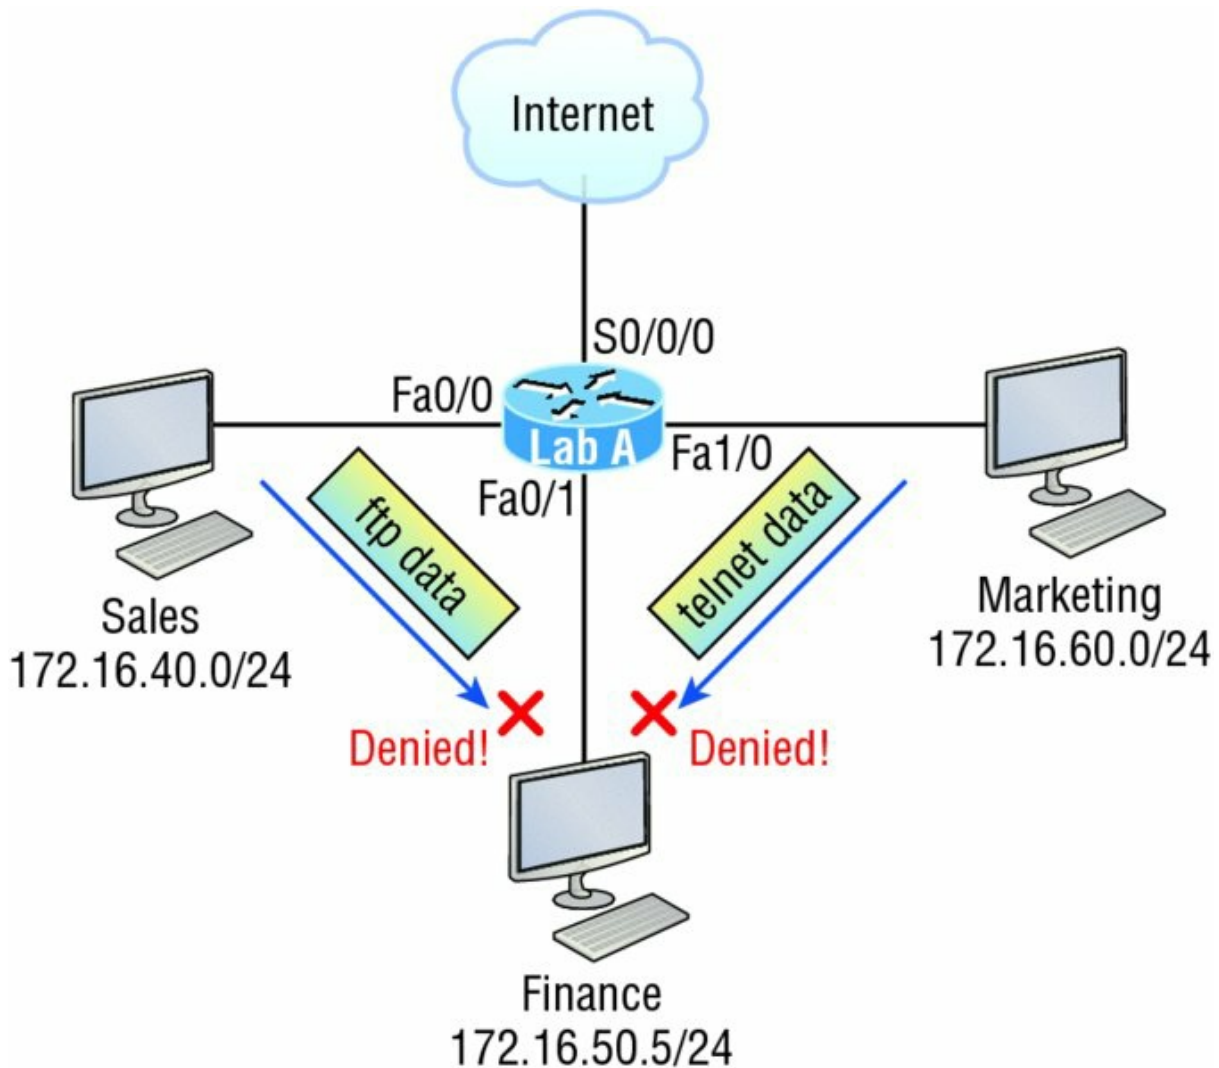 Internet
S0/0/0
Fa0/0
Lab A
Fa1/0
Fa0/1
ftp data
telnet data
Sales
172.16.40.0/24
Marketing
172.16.60.0/24
Denied!
Denied!
Finance
172.16.50.5/24